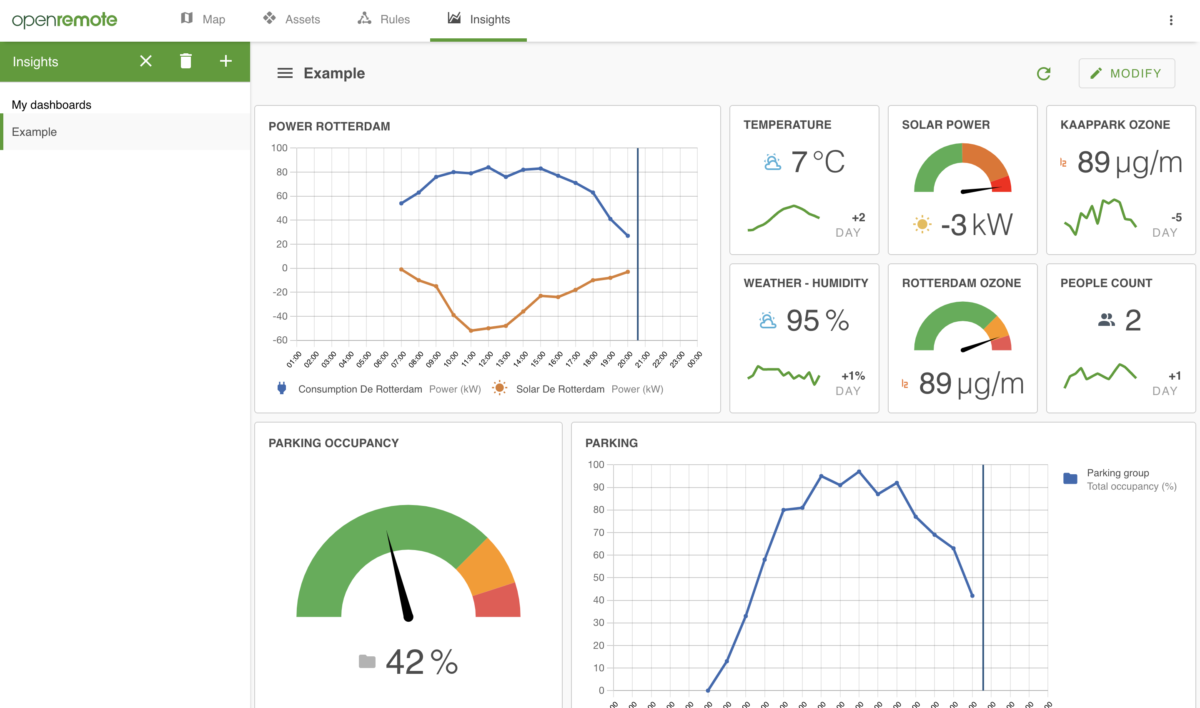 openremote
Map
Assets
Rules
Insights
Insights
My dashboards
Example
Example
MODIFY
POWER ROTTERDAM
100
80
60
40
20
0
-20
-40
-60
01:00 02:00 03:00 04:00 05:00 06:00 07:00 08:00 09:00 10:00 11:00 12:00 13:00 14:00 15:00 16:00 17:00 18:00 19:00 20:00 21:00 22:00 23:00 00:00
Consumption De Rotterdam Power (kW) Solar De Rotterdam Power (kW)
TEMPERATURE
7 °C
+2
DAY
SOLAR POWER
-3 kW
KAAPPARK OZONE
89 µg/m
-5
DAY
WEATHER - HUMIDITY
95 %
+1%
DAY
ROTTERDAM OZONE
89 µg/m
PEOPLE COUNT
2
+1
DAY
PARKING OCCUPANCY
42 %
PARKING
100
90
80
70
60
50
40
30
20
10
0
Parking group
Total occupancy (%)